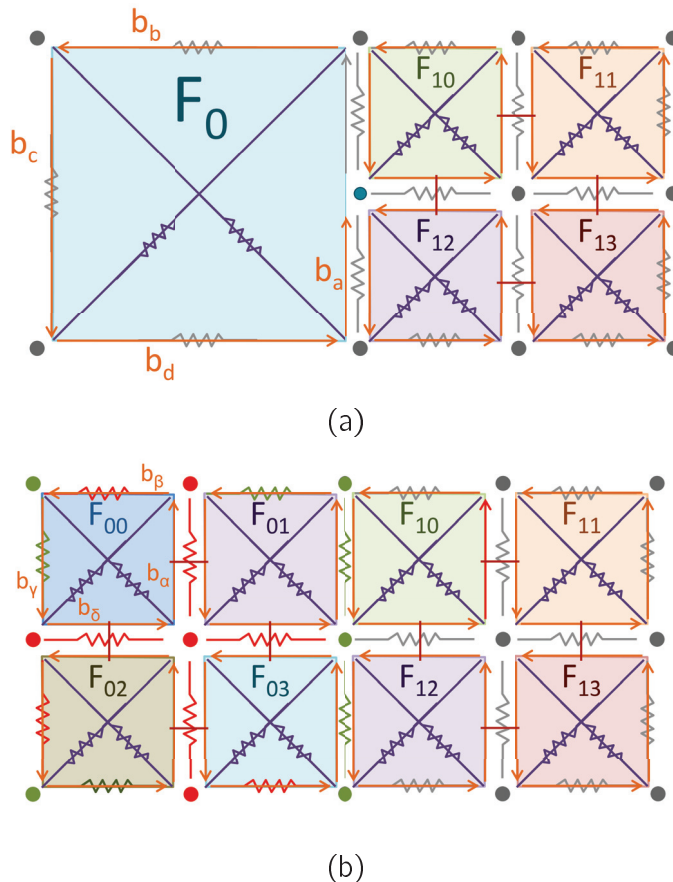 b_b
F_0
F_10
F_11
b_c
F_12
F_13
b_a
b_d
(a)
b_β
F_00
F_01
F_10
F_11
b_γ
b_α
b_δ
F_02
F_03
F_12
F_13
(b)